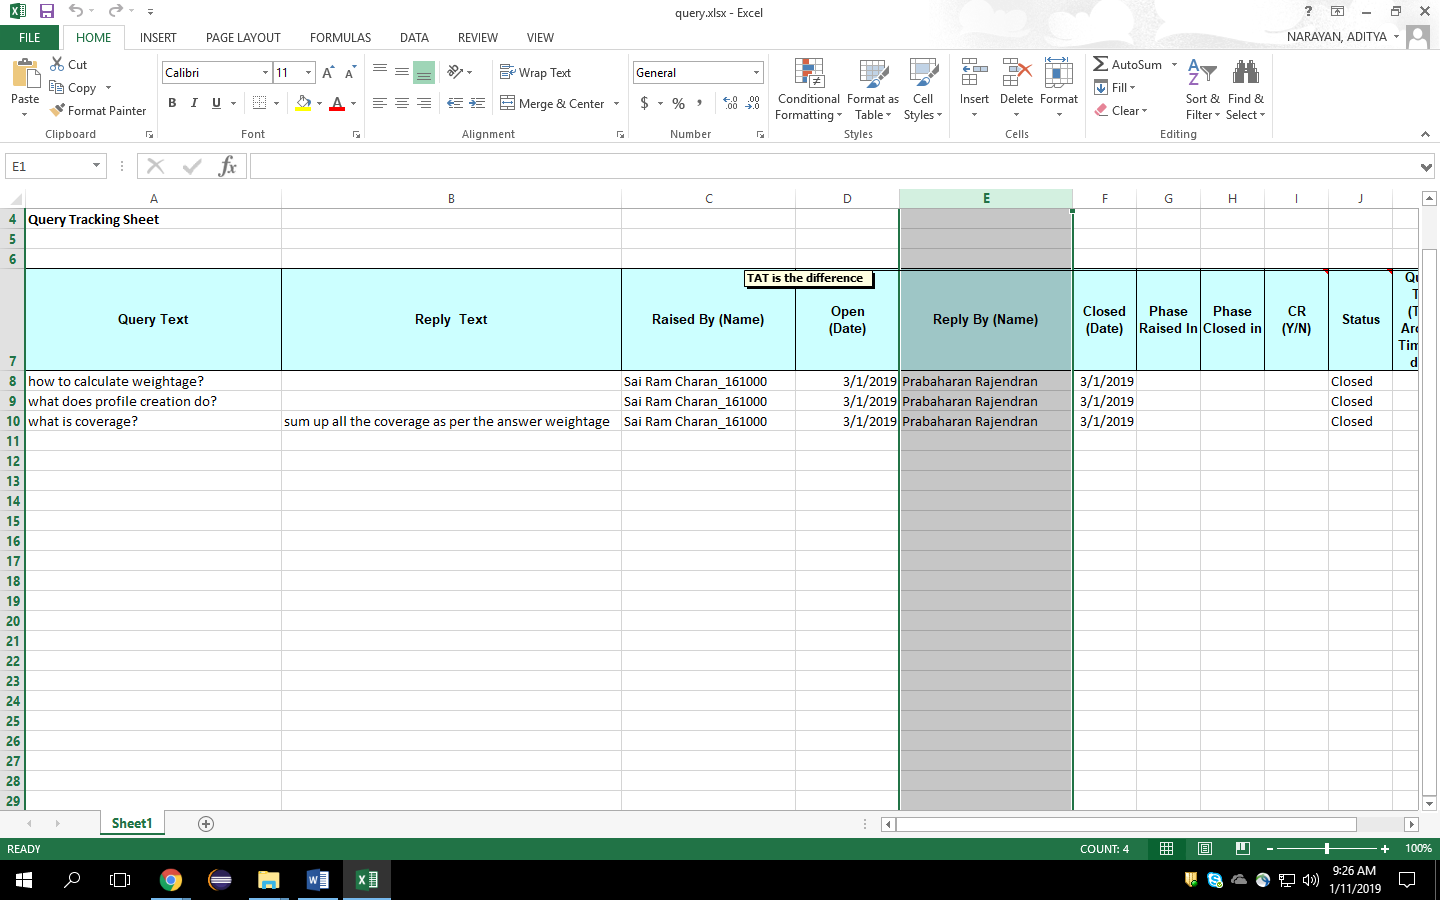 query.xlsx - Excel
FILE HOME INSERT PAGE LAYOUT FORMULAS DATA REVIEW VIEW NARAYAN, ADITYA
Paste Cut Copy Format Painter
Clipboard
Calibri 11
B I U A
Font
Wrap Text
Merge & Center
Alignment
General
$ % ,
Number
Conditional Formatting
Format as Table
Cell Styles
Styles
Insert Delete Format
Cells
AutoSum
Fill
Clear
Sort & Filter
Find & Select
Editing
E1 fx
A B C D E F G H I J
4 Query Tracking Sheet
5
6
TAT is the difference
7 Query Text Reply Text Raised By (Name) Open (Date) Reply By (Name) Closed (Date) Phase Raised In Phase Closed in CR (Y/N) Status
8 how to calculate weightage? Sai Ram Charan_161000 3/1/2019 Prabaharan Rajendran 3/1/2019 Closed
9 what does profile creation do? Sai Ram Charan_161000 3/1/2019 Prabaharan Rajendran 3/1/2019 Closed
10 what is coverage? sum up all the coverage as per the answer weightage Sai Ram Charan_161000 3/1/2019 Prabaharan Rajendran 3/1/2019 Closed
11
12
13
14
15
16
17
18
19
20
21
22
23
24
25
26
27
28
29
Sheet1
READY COUNT: 4 100%
9:26 AM
1/11/2019